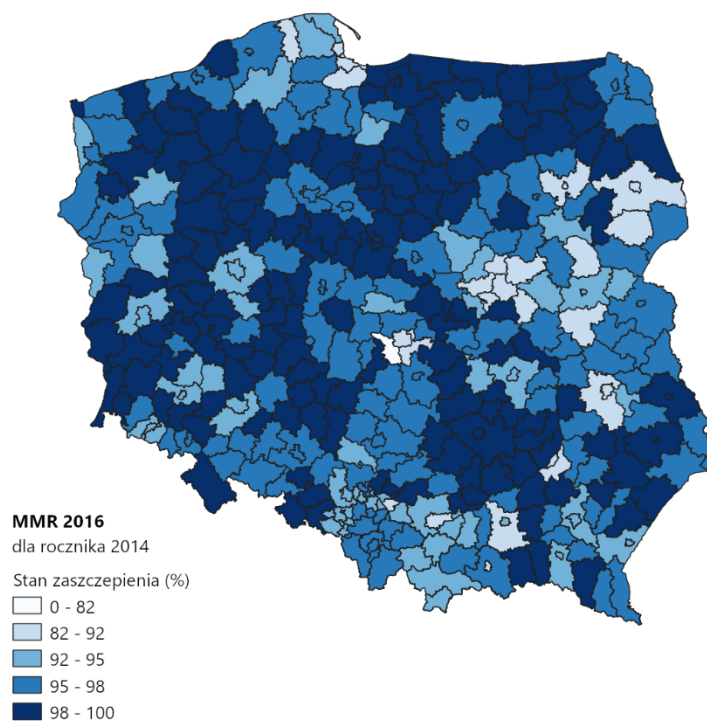 MMR 2016
dla rocznika 2014
Stan zaszczepienia (%)
0 - 82
82 - 92
92 - 95
95 - 98
98 - 100